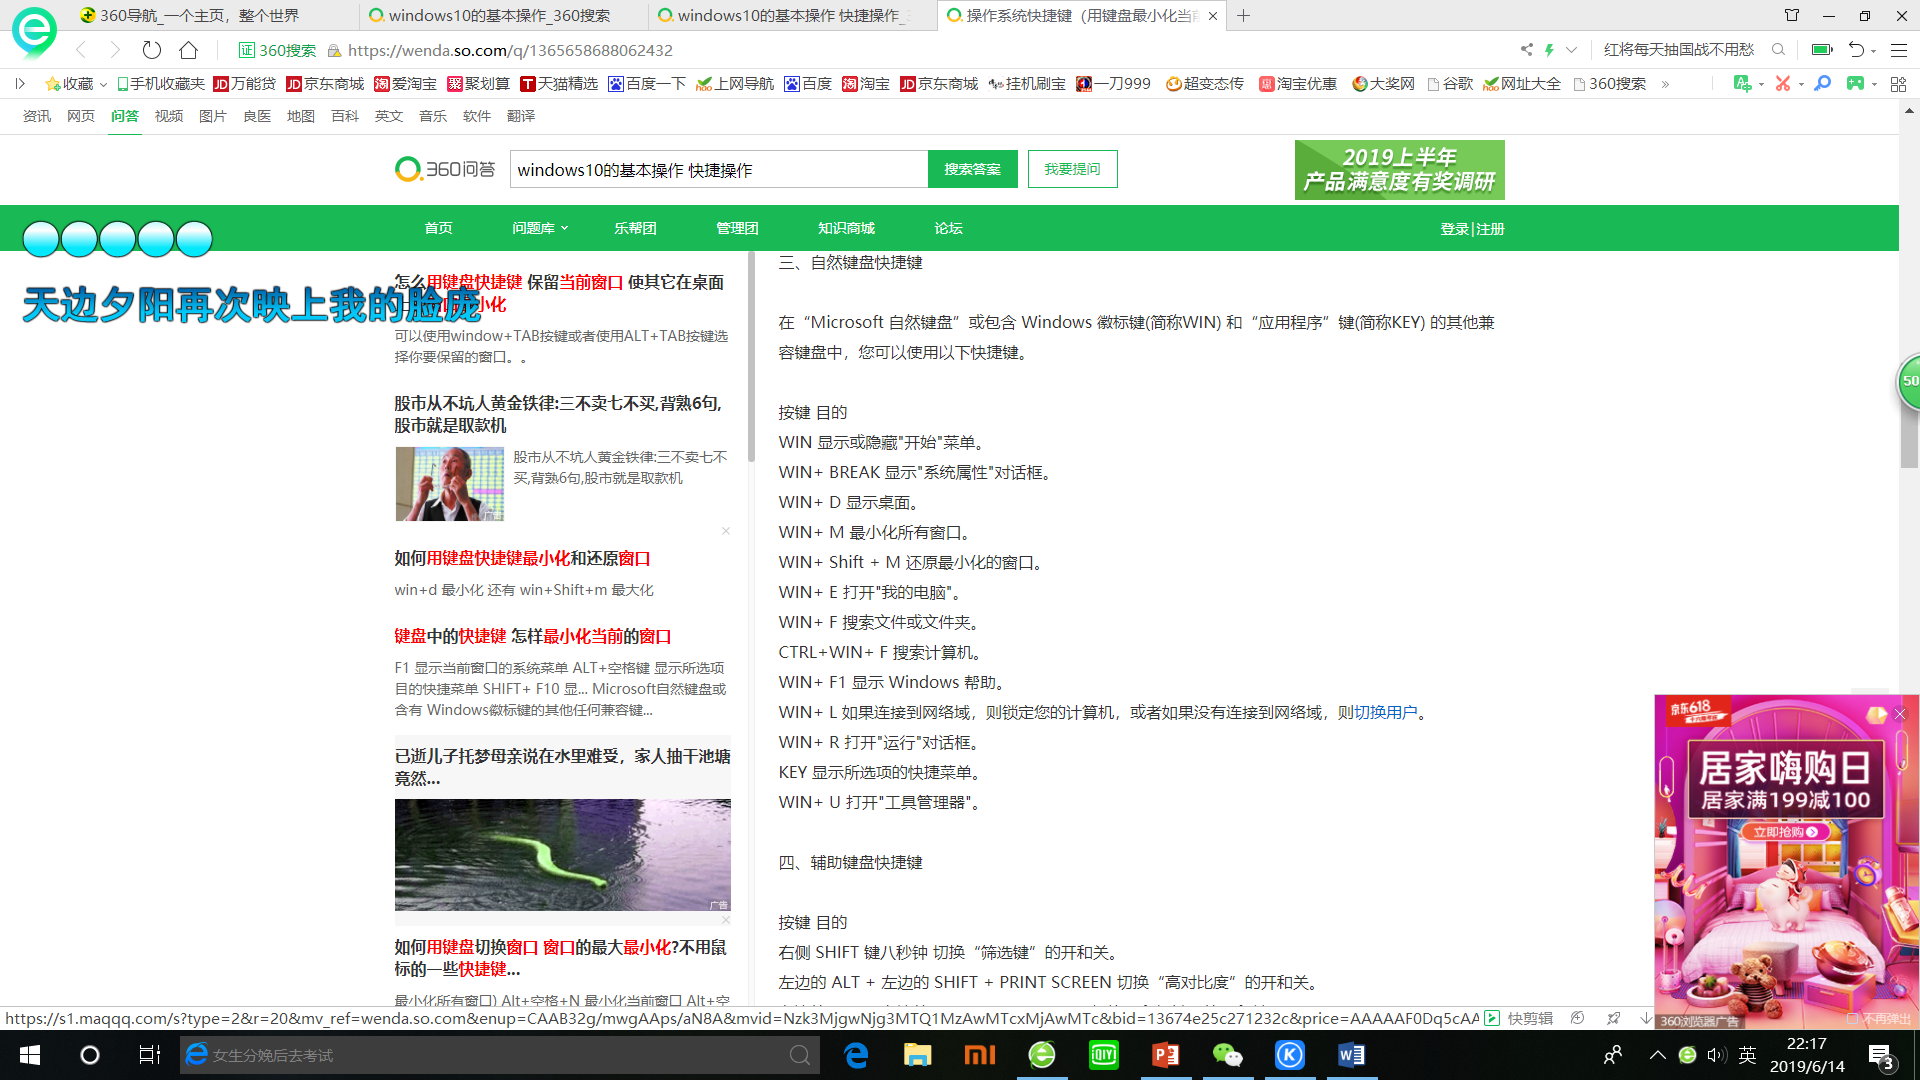 360导航_一个主页，整个世界
windows10的基本操作_360搜索
windows10的基本操作 快捷操作_3
操作系统快捷键（用键盘最小化当前
360搜索
https://wenda.so.com/q/1365658688062432
红将每天抽国战不用愁
收藏
手机收藏夹
万能贷
京东商城
爱淘宝
聚划算
天猫精选
百度一下
上网导航
百度
淘宝
京东商城
挂机刷宝
一刀999
超变态传
淘宝优惠
大奖网
谷歌
网址大全
360搜索
资讯 网页 问答 视频 图片 良医 地图 百科 英文 音乐 软件 翻译
360问答
windows10的基本操作 快捷操作
搜索答案
我要提问
2019上半年
产品满意度有奖调研
首页 问题库 乐帮团 管理团 知识商城 论坛
登录|注册
天边夕阳再次映上我的脸庞
怎么用键盘快捷键 保留当前窗口 使其它在桌面
小化
可以使用window+TAB按键或者使用ALT+TAB按键选
择你要保留的窗口。。
股市从不坑人黄金铁律:三不卖七不买,背熟6句,
股市就是取款机
股市从不坑人黄金铁律:三不卖七不
买,背熟6句,股市就是取款机
广告
如何用键盘快捷键最小化和还原窗口
win+d 最小化 还有 win+Shift+m 最大化
键盘中的快捷键 怎样最小化当前的窗口
F1 显示当前窗口的系统菜单 ALT+空格键 显示所选项
目的快捷菜单 SHIFT+ F10 显... Microsoft自然键盘或
含有 Windows徽标键的其他任何兼容键...
已逝儿子托梦母亲说在水里难受，家人抽干池塘
竟然...
广告
如何用键盘切换窗口 窗口的最大最小化?不用鼠
标的一些快捷键...
最小化所有窗口) Alt+空格+N 最小化当前窗口 Alt+空
三、自然键盘快捷键
在“Microsoft 自然键盘”或包含 Windows 徽标键(简称WIN) 和“应用程序”键(简称KEY) 的其他兼
容键盘中，您可以使用以下快捷键。
按键 目的
WIN 显示或隐藏"开始"菜单。
WIN+ BREAK 显示"系统属性"对话框。
WIN+ D 显示桌面。
WIN+ M 最小化所有窗口。
WIN+ Shift + M 还原最小化的窗口。
WIN+ E 打开"我的电脑"。
WIN+ F 搜索文件或文件夹。
CTRL+WIN+ F 搜索计算机。
WIN+ F1 显示 Windows 帮助。
WIN+ L 如果连接到网络域，则锁定您的计算机，或者如果没有连接到网络域，则切换用户。
WIN+ R 打开"运行"对话框。
KEY 显示所选项的快捷菜单。
WIN+ U 打开"工具管理器"。
四、辅助键盘快捷键
按键 目的
右侧 SHIFT 键八秒钟 切换“筛选键”的开和关。
左边的 ALT + 左边的 SHIFT + PRINT SCREEN 切换“高对比度”的开和关。
50
京东618
居家嗨购日
居家满199减100
立即抢购
360浏览器广告
不再弹出
https://s1.maqqq.com/s?type=2&r=20&mv_ref=wenda.so.com&enup=CAAB32g/mwgAAps/aN8A&mvid=Nzk3MjgwNjg3MTQ1MzAwMTcxMjAwMTc&bid=13674e25c271232c&price=AAAAAF0Dq5cAA
快剪辑
女生分娩后去考试
英
22:17
2019/6/14
3